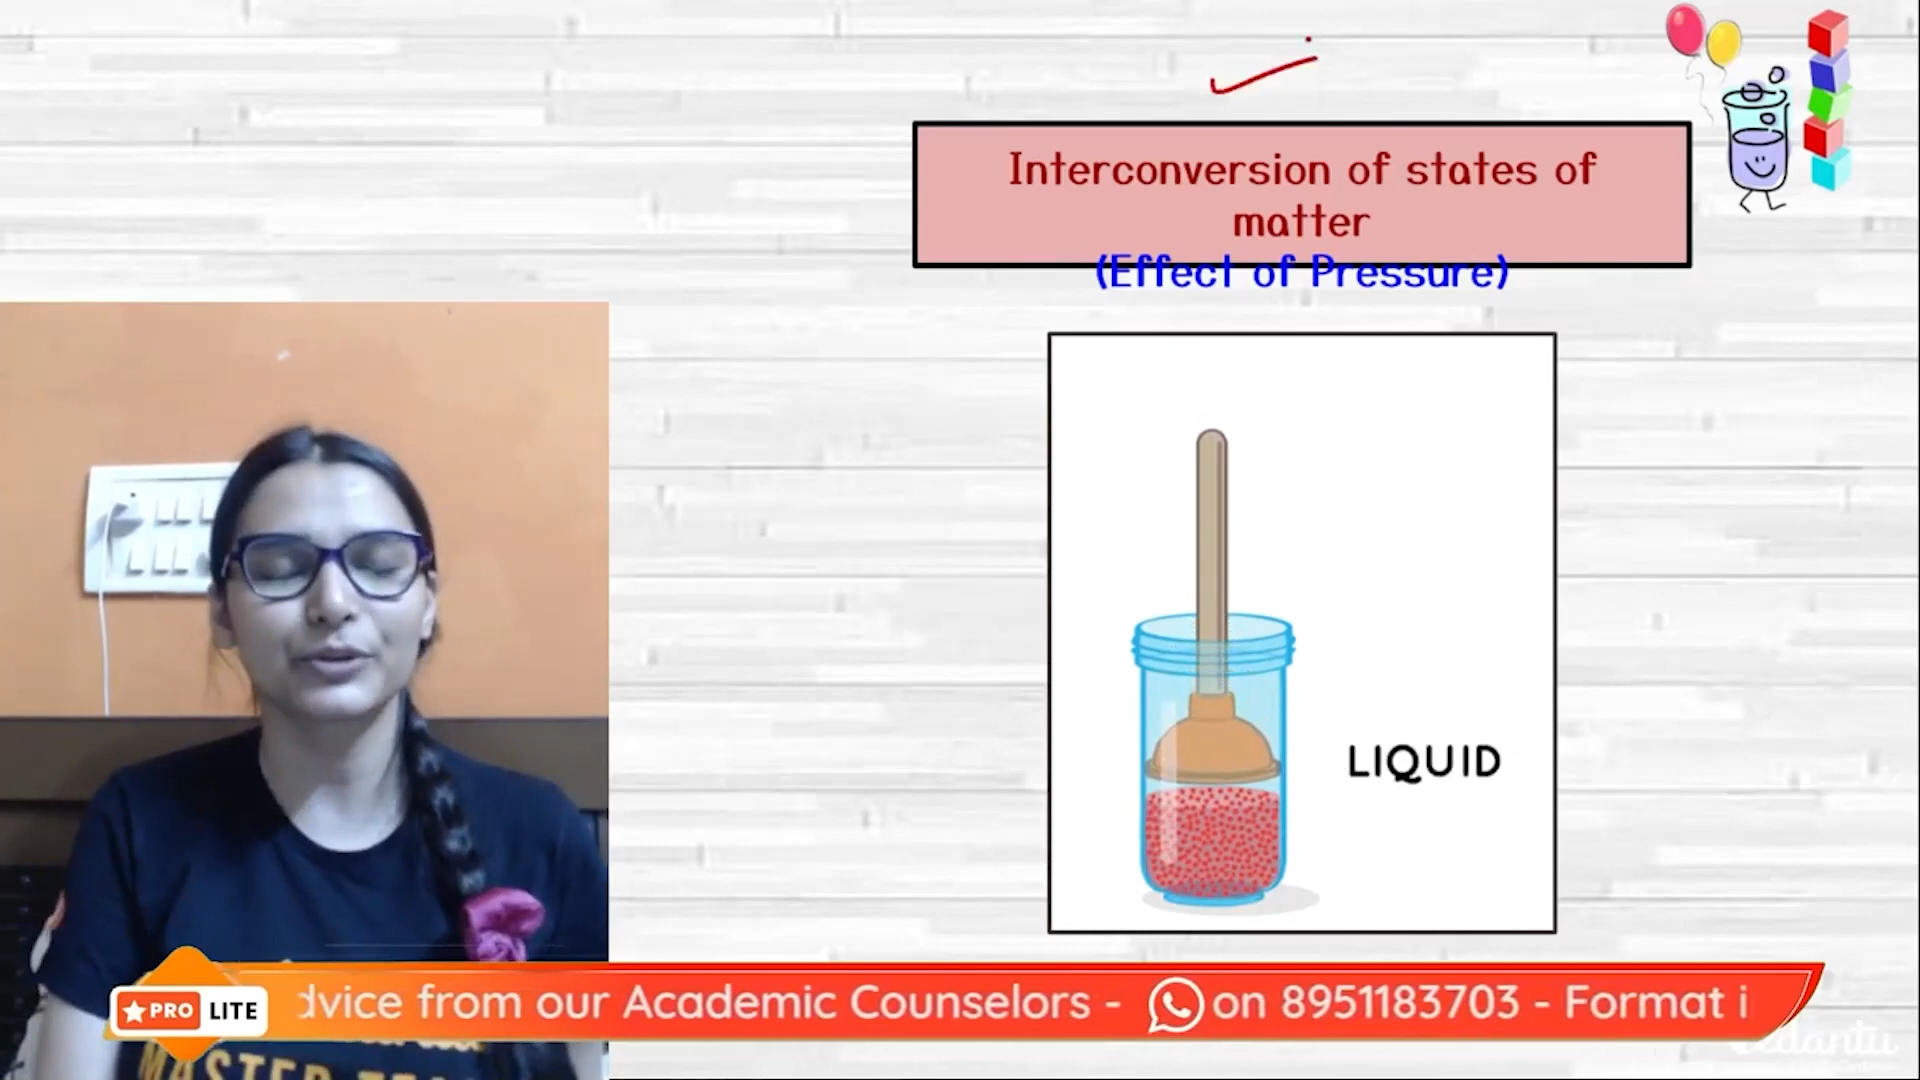 Interconversion of states of
matter
(Effect of Pressure)
LIQUID
PRO LITE
dvice from our Academic Counselors - on 8951183703 - Format i
MASTER